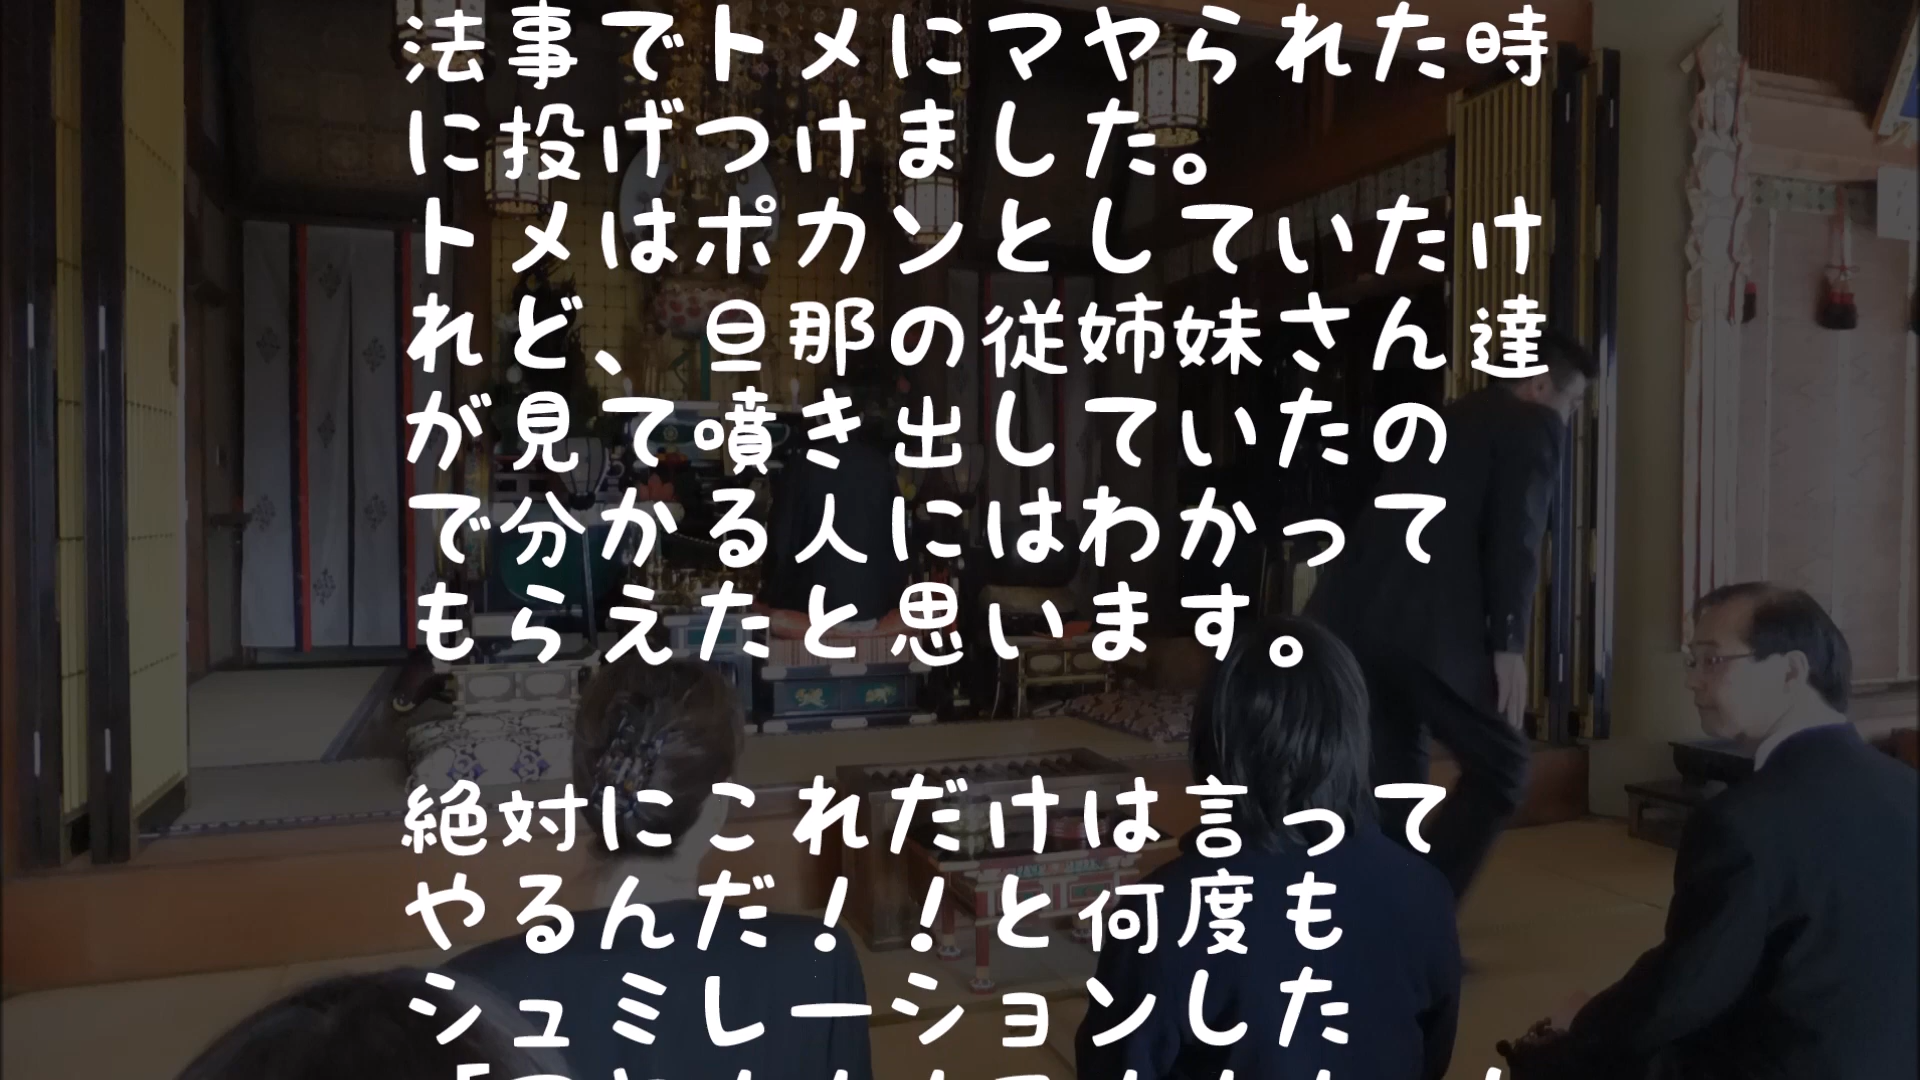 法事でトメにマヤられた時
に投げつけました。
トメはポカンとしていたけ
れど、旦那の従姉妹さん達
が見て噴き出していたの
で分かる人にはわかって
もらえたと思います。
絶対にこれだけは言って
やるんだ！！と何度も
シュミレーションした